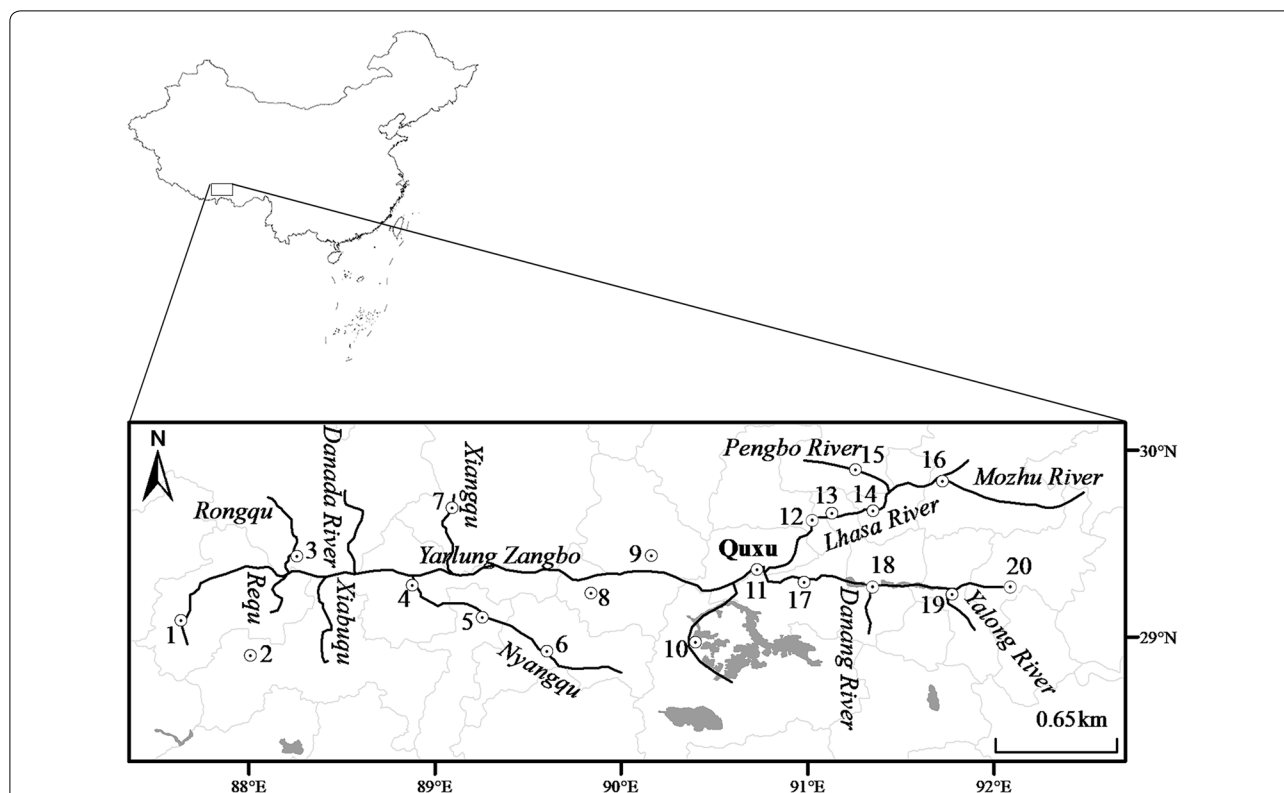 N
30°N
29°N
88°E
89°E
90°E
91°E
92°E
Rongqu
Danada River
Xiangqu
Pengbo River
Mozhu River
Lhasa River
Requ
Xiabuqu
Yarlung Zangbo
Quxu
Nyangqu
Danang River
Yalong River
1
2
3
4
5
6
7
8
9
10
11
12
13
14
15
16
17
18
19
20
0.65km